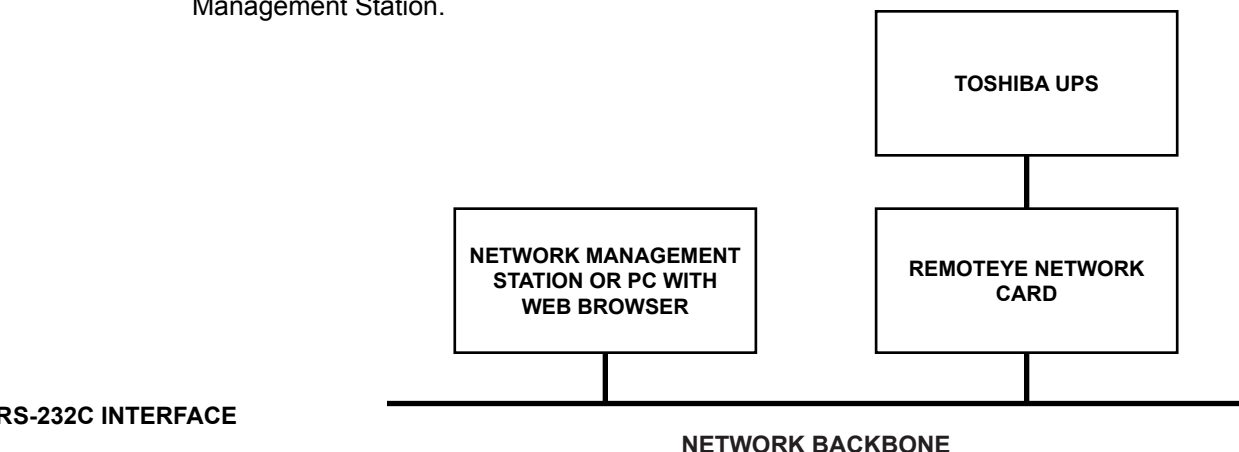 Management Station.
TOSHIBA UPS
NETWORK MANAGEMENT
STATION OR PC WITH
WEB BROWSER
REMOTEYE NETWORK
CARD
RS-232C INTERFACE
NETWORK BACKBONE